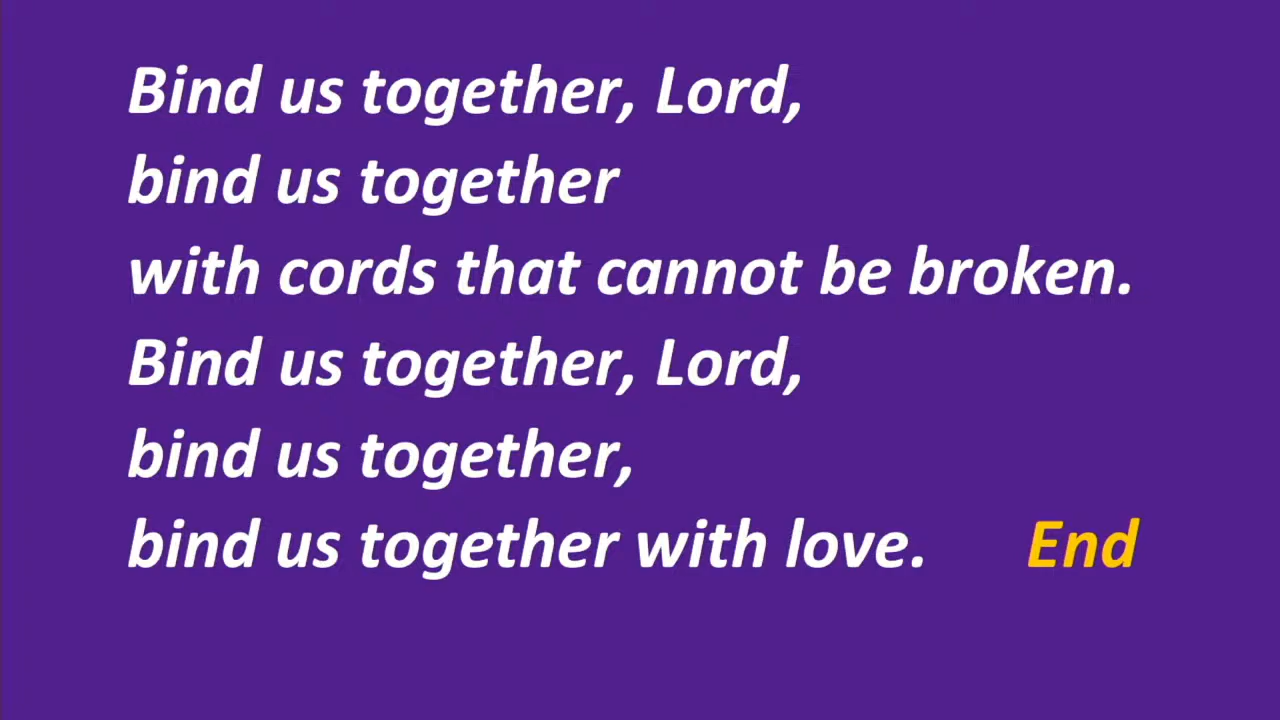 Bind us together, Lord,
bind us together
with cords that cannot be broken.
Bind us together, Lord,
bind us together,
bind us together with love. End